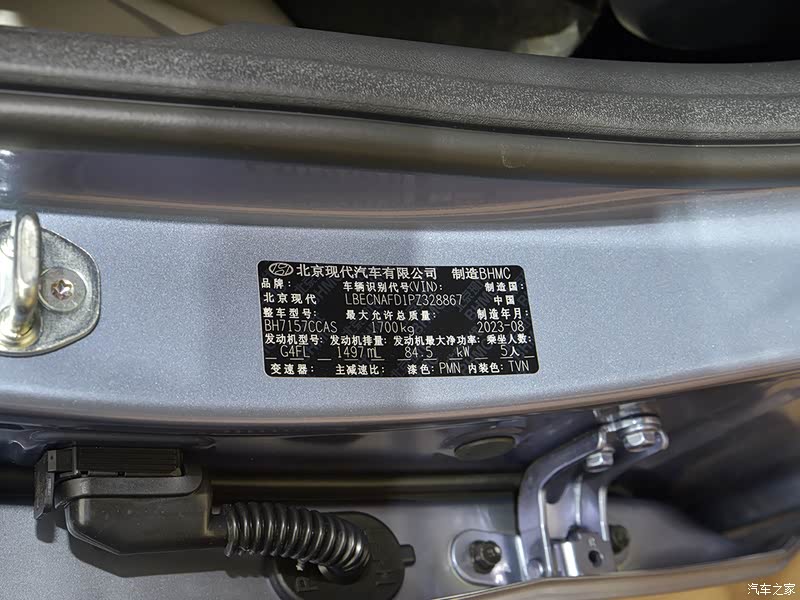 北京现代汽车有限公司 制造BHMC
品牌: 车辆识别代号(VIN): 制造国:
北京现代 LBECNAFD1PZ328867 中国
整车型号: 最大允许总质量: 制造年月:
BH7157CCAS 1700kg 2023-08
发动机型号: 发动机排量: 发动机最大净功率: 乘坐人数:
G4FL 1497mL 84.5 kW 5人
变速器: 主减速比: 漆色: PMN 内装色: TVN
汽车之家